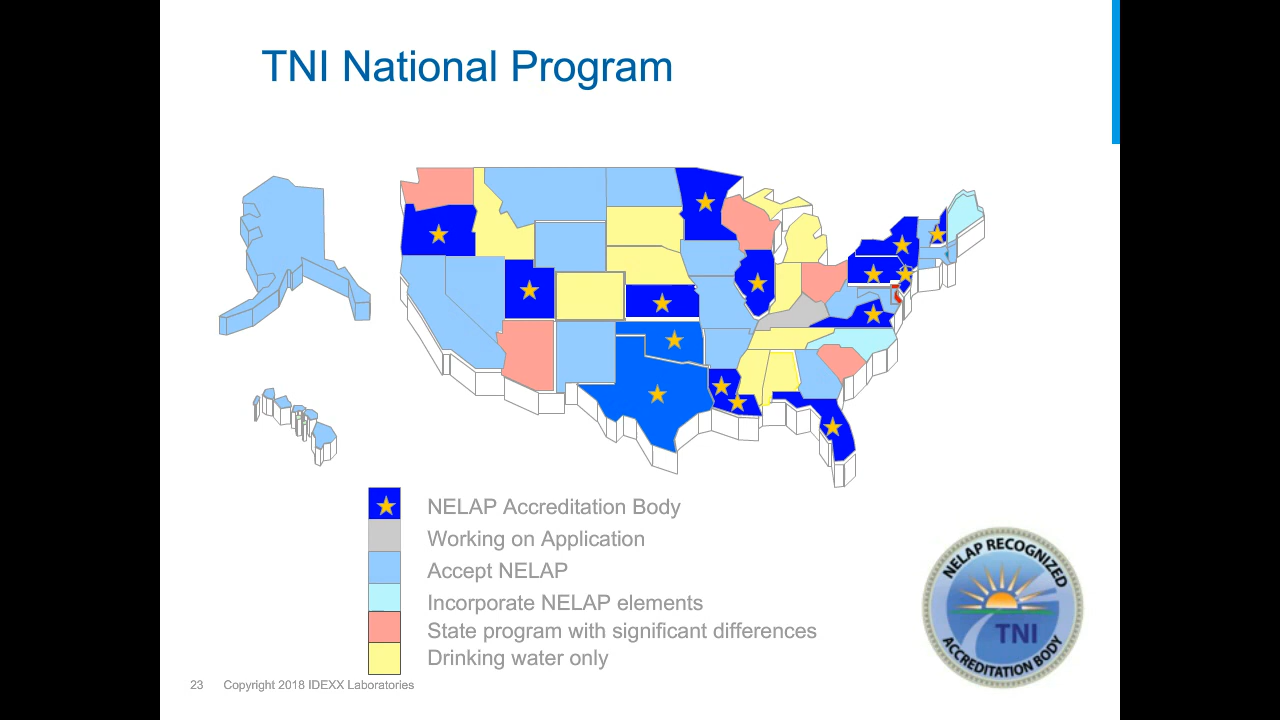 TNI National Program
NELAP Accreditation Body
Working on Application
Accept NELAP
Incorporate NELAP elements
State program with significant differences
Drinking water only
NELAP RECOGNIZED
TNI
ACCREDITATION BODY
23 Copyright 2018 IDEXX Laboratories